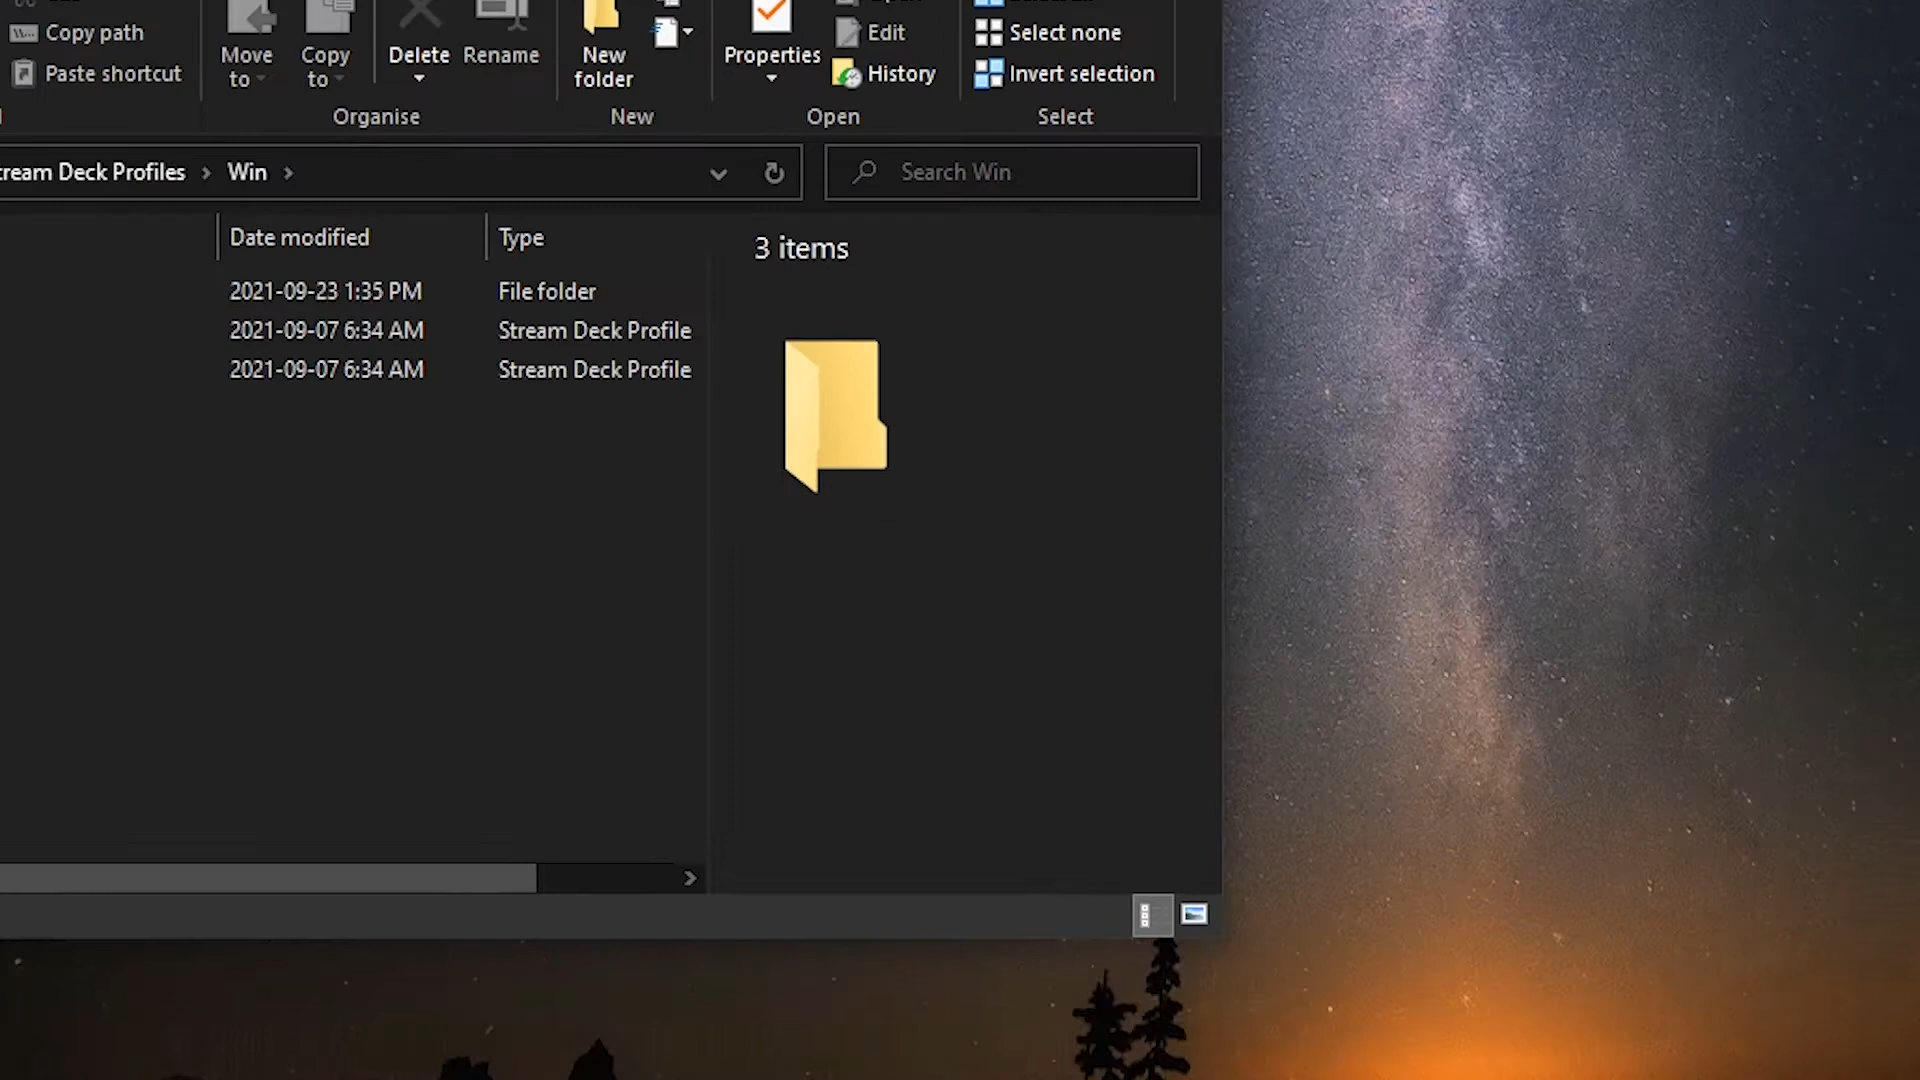 Copy path
Paste shortcut
Move to
Copy to
Delete
Rename
New folder
Properties
Edit
History
Select none
Invert selection
Organise
New
Open
Select
Deck Profiles
Win
Search Win
Date modified
Type
3 items
2021-09-23 1:35 PM
File folder
2021-09-07 6:34 AM
Stream Deck Profile
2021-09-07 6:34 AM
Stream Deck Profile